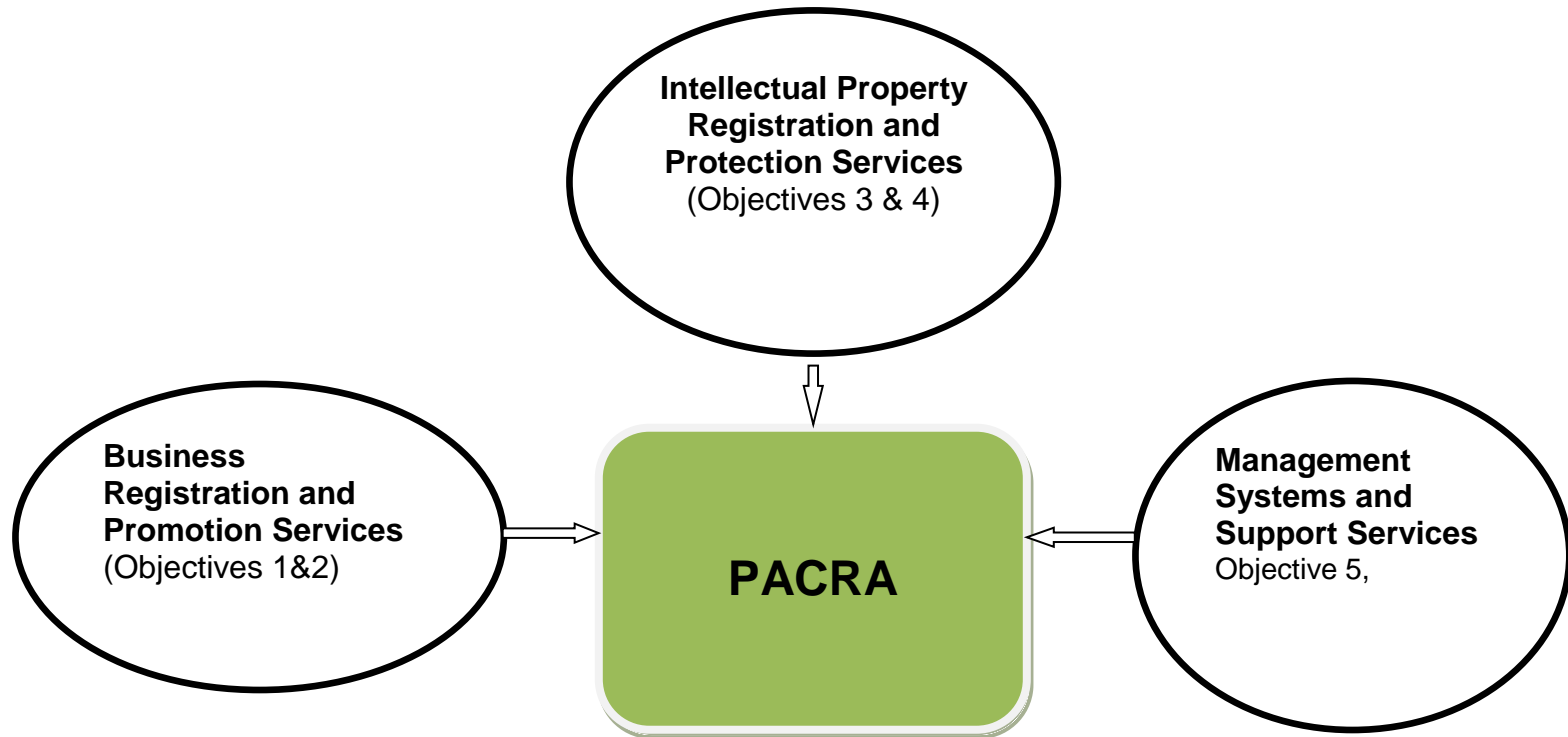 Intellectual Property
Registration and
Protection Services
(Objectives 3 & 4)
Business
Registration and
Promotion Services
(Objectives 1&2)
PACRA
Management
Systems and
Support Services
Objective 5,